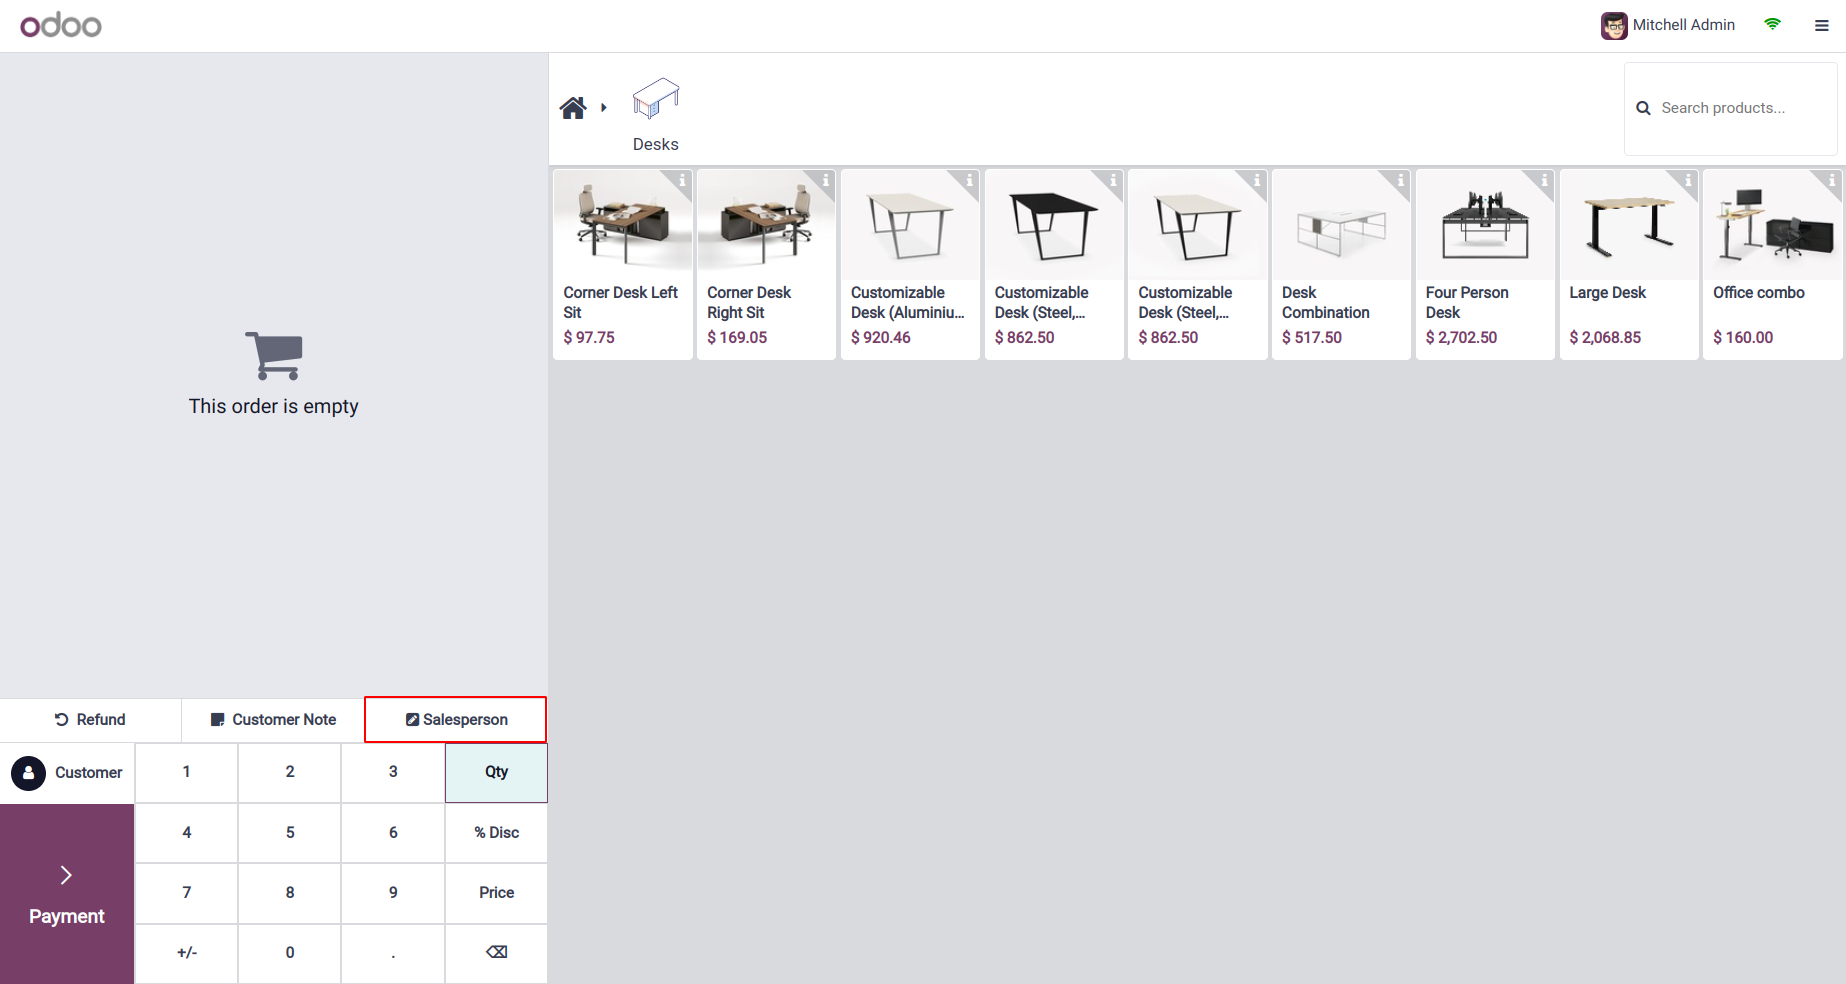 odoo
Mitchell Admin
Desks
Search products...
Corner Desk Left
Sit
$ 97.75
Corner Desk
Right Sit
$ 169.05
Customizable
Desk (Aluminiu...
$ 920.46
Customizable
Desk (Steel,...
$ 862.50
Customizable
Desk (Steel,...
$ 862.50
Desk
Combination
$ 517.50
Four Person
Desk
$ 2,702.50
Large Desk
$ 2,068.85
Office combo
$ 160.00
This order is empty
Refund
Customer Note
Salesperson
Customer
1
2
3
Qty
4
5
6
% Disc
7
8
9
Price
Payment
+/-
0
.
⌫